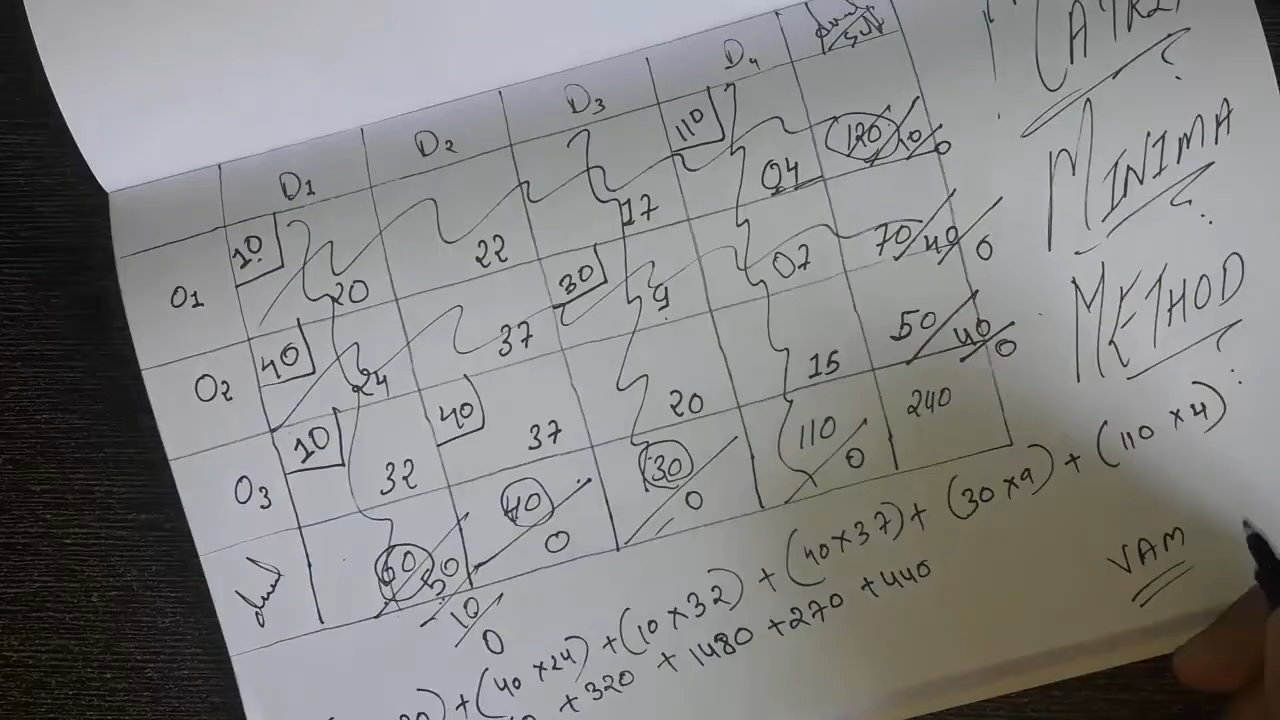 D1 D2 D3 D4
O1 10 20 22 17 110 04 120 10 0
O2 40 24 37 30 9 07 70 40 0
O3 10 32 40 37 20 15 50 40 0
60 50 10 0 40 0 30 0 110 0 240
MINIMA
METHOD
+ (40 × 24) + (10 × 32) + (40 × 37) + (30 × 9) + (110 × 4)
+ 320 + 1480 + 270 + 440
VAM